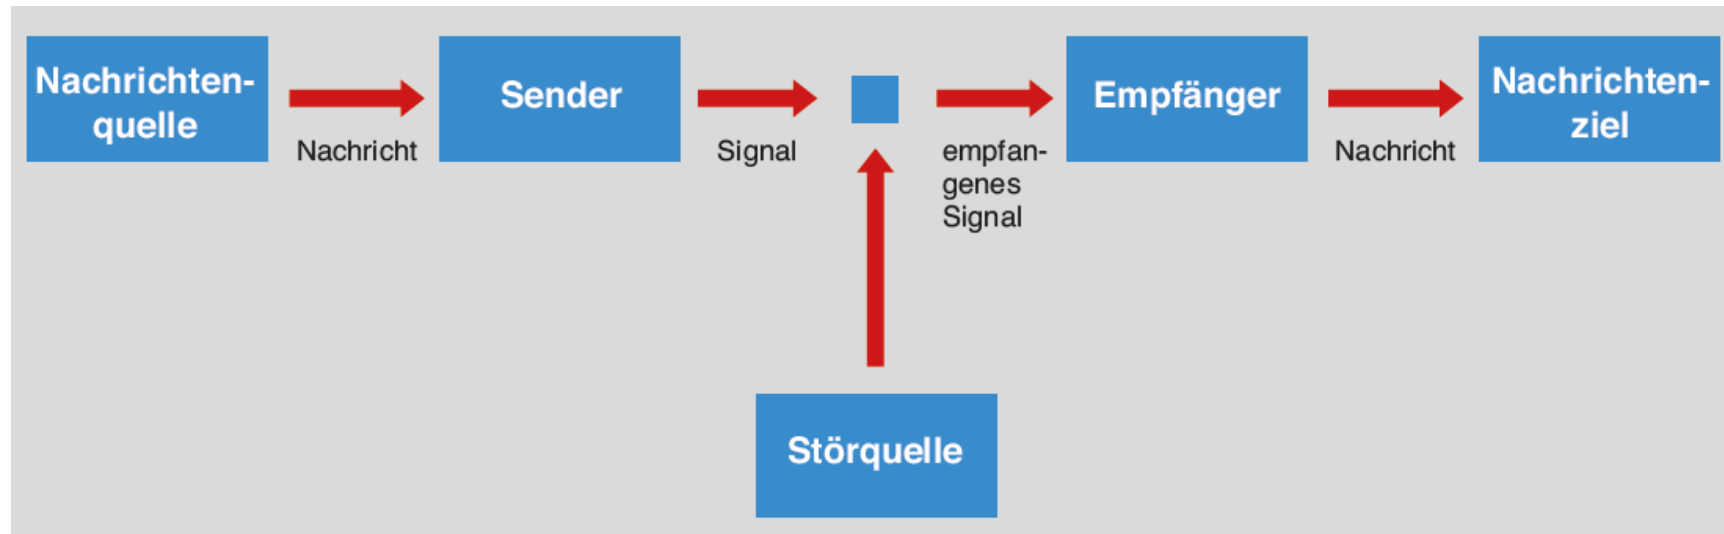 Nachrichten-
quelle
Nachricht
Sender
Signal
empfan-
genes
Signal
Empfänger
Nachricht
Nachrichten-
ziel
Störquelle